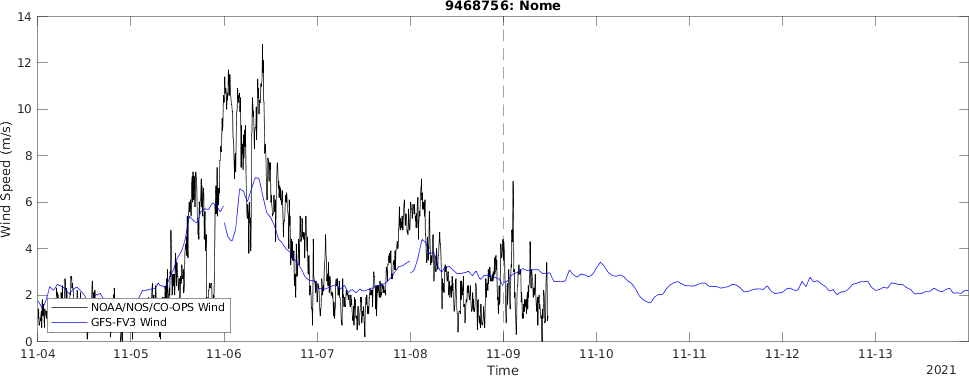 9468756: Nome
14
12
10
8
6
4
2
0
Wind Speed (m/s)
NOAA/NOS/CO-OPS Wind
GFS-FV3 Wind
11-04 11-05 11-06 11-07 11-08 11-09 11-10 11-11 11-12 11-13
Time
2021